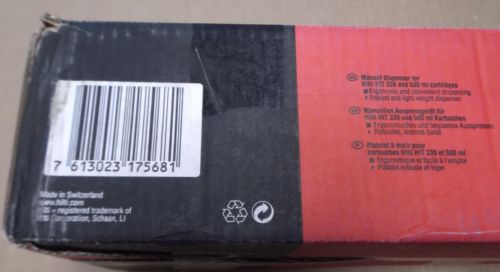 7 613023 175681
Made in Switzerland
www.hilti.com
Hilti = registered trademark of
Hilti Corporation, Schaan, LI
Manual dispenser for
Hilti HIT 330 and 500 ml cartridges
Ergonomic and convenient dispensing
Robust and light weight dispenser
Manuelles Auspressgerät für
Hilti HIT 330 und 500 ml Kartuschen
Ergonomisches und bequemes Auspressen
Robustes, leichtes Gerät
Pistolet à main pour
cartouches Hilti HIT 330 et 500 ml
Ergonomique et facile à l'emploi
Pistolet robuste et léger